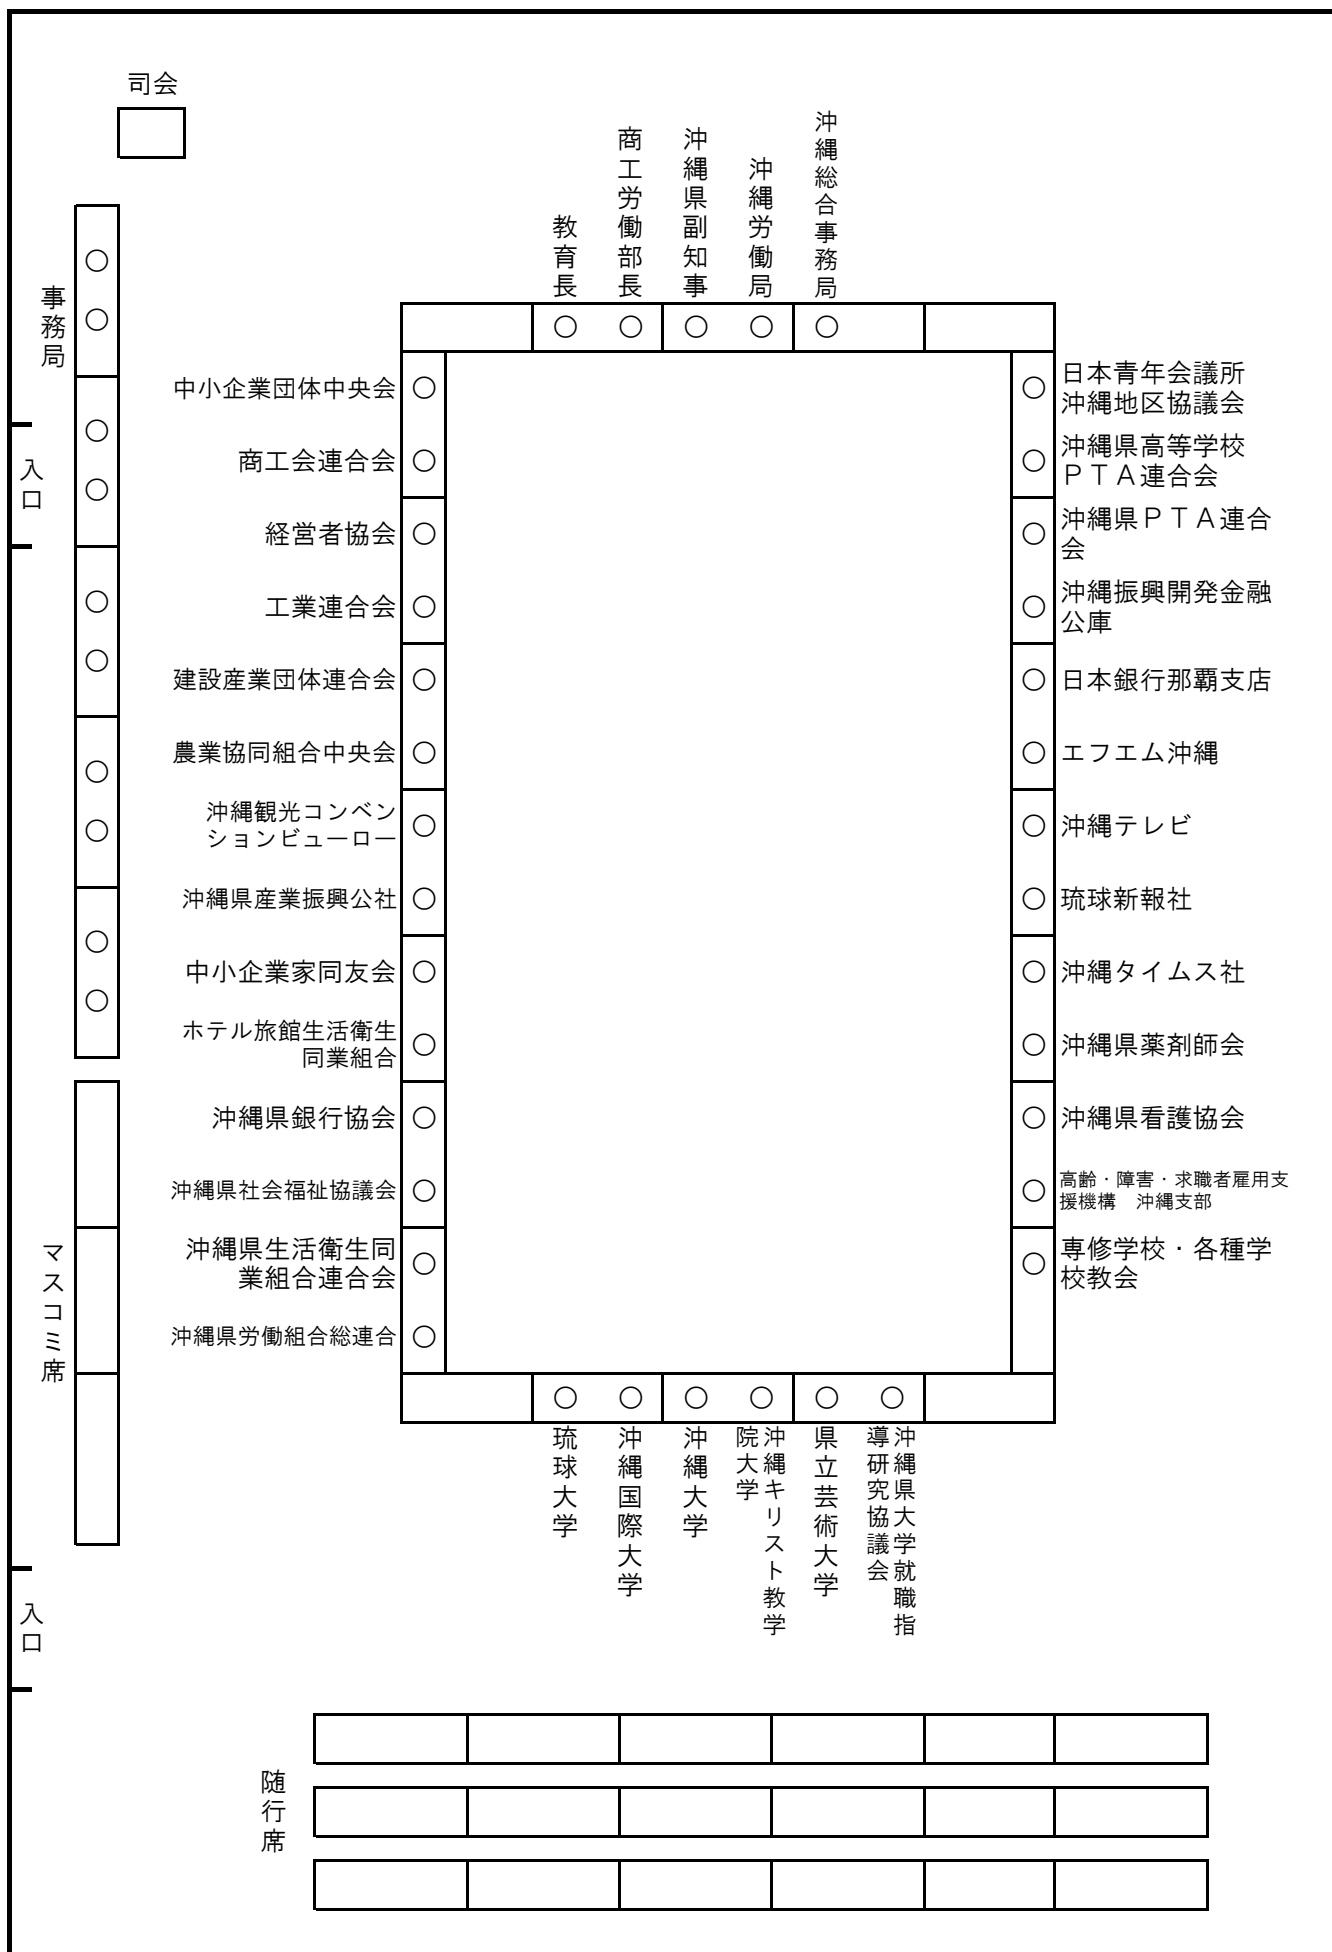 司会
教育長
商工労働部長
沖縄県副知事
沖縄労働局
沖縄総合事務局
事務局
入口
中小企業団体中央会
商工会連合会
経営者協会
工業連合会
建設産業団体連合会
農業協同組合中央会
沖縄観光コンベン
ションビューロー
沖縄県産業振興公社
中小企業家同友会
ホテル旅館生活衛生
同業組合
沖縄県銀行協会
沖縄県社会福祉協議会
沖縄県生活衛生同
業組合連合会
沖縄県労働組合総連合
日本青年会議所
沖縄地区協議会
沖縄県高等学校
ＰＴＡ連合会
沖縄県ＰＴＡ連合
会
沖縄振興開発金融
公庫
日本銀行那覇支店
エフエム沖縄
沖縄テレビ
琉球新報社
沖縄タイムス社
沖縄県薬剤師会
沖縄県看護協会
高齢・障害・求職者雇用支
援機構　沖縄支部
専修学校・各種学
校教会
マスコミ席
琉球大学
沖縄国際大学
沖縄大学
沖縄キリスト教学
院大学
県立芸術大学
沖縄県大学就職指
導研究協議会
入口
随行席